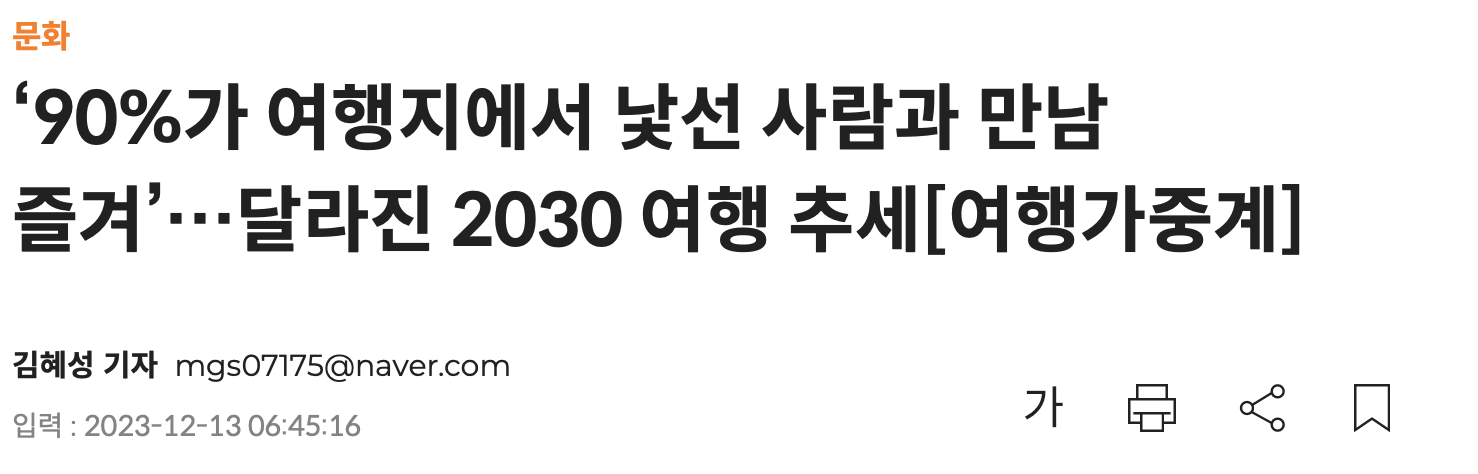 문화
‘90%가 여행지에서 낯선 사람과 만남
즐겨’…달라진 2030 여행 추세[여행가중계]
김혜성 기자 mgs07175@naver.com
입력 : 2023-12-13 06:45:16
가